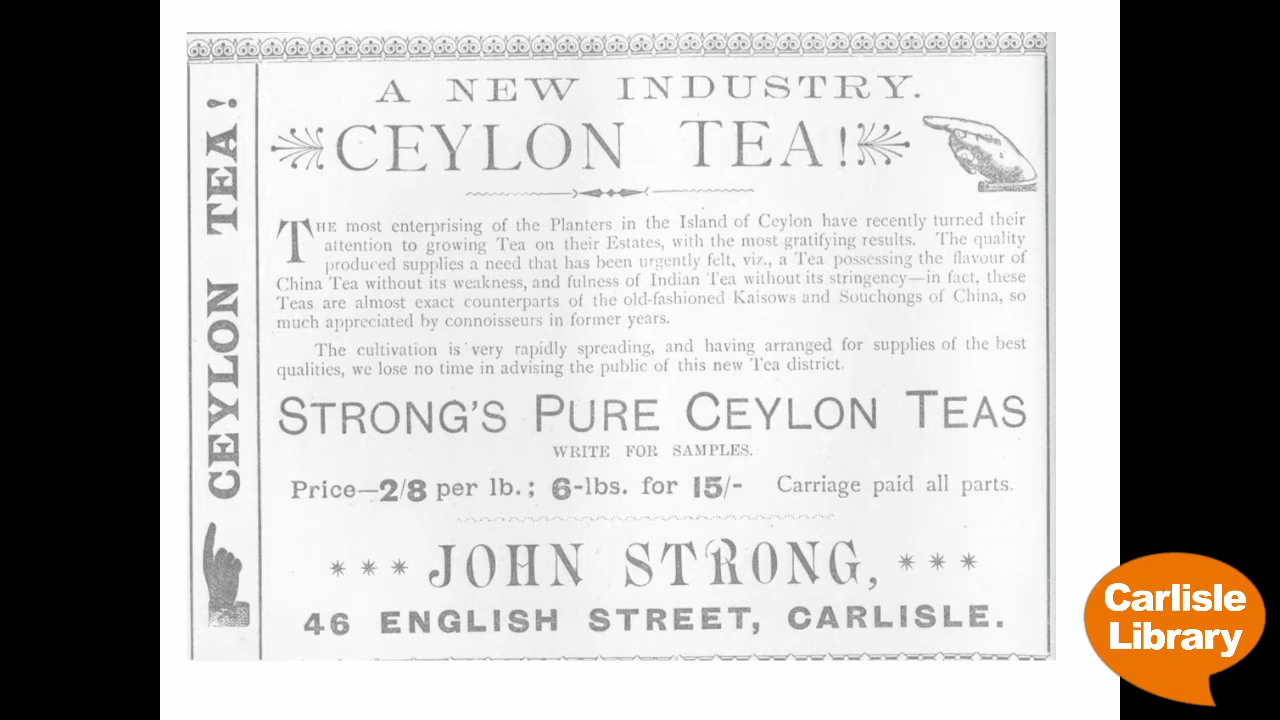 CEYLON TEA!
A NEW INDUSTRY.
CEYLON TEA!
THE most enterprising of the Planters in the Island of Ceylon have recently turned their
attention to growing Tea on their Estates, with the most gratifying results. The quality
produced supplies a need that has been urgently felt, viz., a Tea possessing the flavour of
China Tea without its weakness, and fulness of Indian Tea without its stringency—in fact, these
Teas are almost exact counterparts of the old-fashioned Kaisows and Souchongs of China, so
much appreciated by connoisseurs in former years.
The cultivation is very rapidly spreading, and having arranged for supplies of the best
qualities, we lose no time in advising the public of this new Tea district.
STRONG'S PURE CEYLON TEAS
WRITE FOR SAMPLES.
Price—2/8 per lb.; 6-lbs. for 15/- Carriage paid all parts.
JOHN STRONG,
46 ENGLISH STREET, CARLISLE.
Carlisle
Library